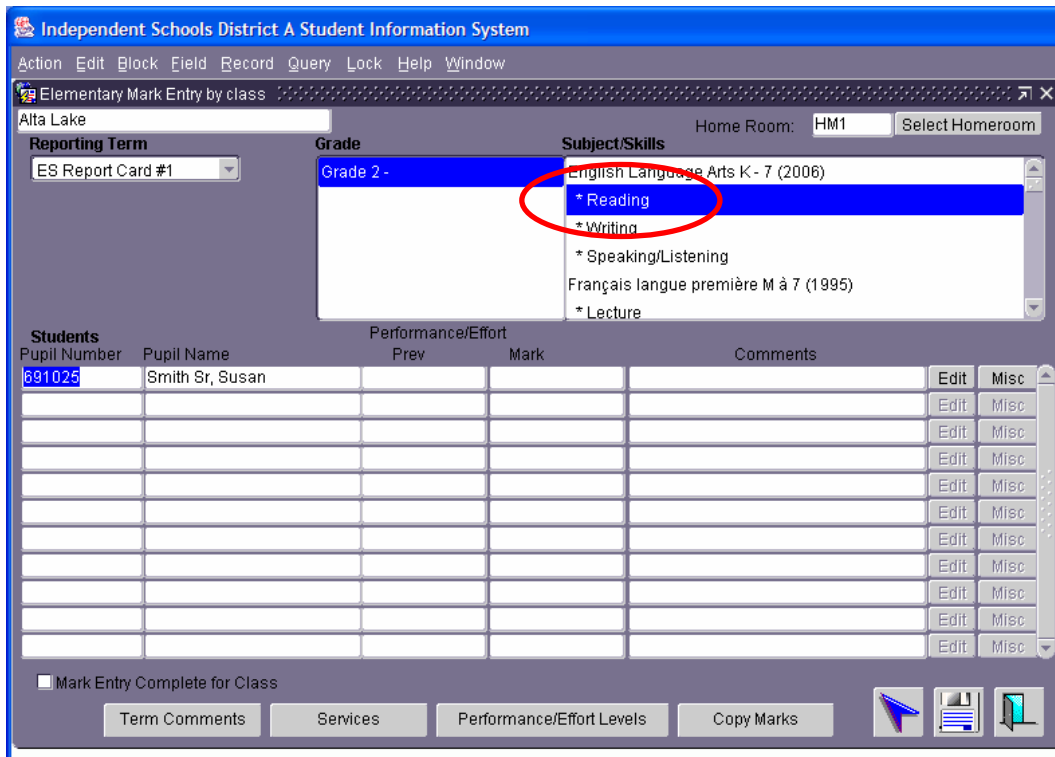 Independent Schools District A Student Information System
Action Edit Block Field Record Query Lock Help Window
Elementary Mark Entry by class
Alta Lake
Home Room: HM1 Select Homeroom
Reporting Term Grade Subject/Skills
ES Report Card #1 Grade 2 - English Language Arts K - 7 (2006)
* Reading
* Writing
* Speaking/Listening
Français langue première M à 7 (1995)
* Lecture
Students Performance/Effort
Pupil Number Pupil Name Prev Mark Comments
691025 Smith Sr, Susan Edit Misc
Edit Misc
Edit Misc
Edit Misc
Edit Misc
Edit Misc
Edit Misc
Edit Misc
Edit Misc
Edit Misc
Edit Misc
Mark Entry Complete for Class
Term Comments Services Performance/Effort Levels Copy Marks